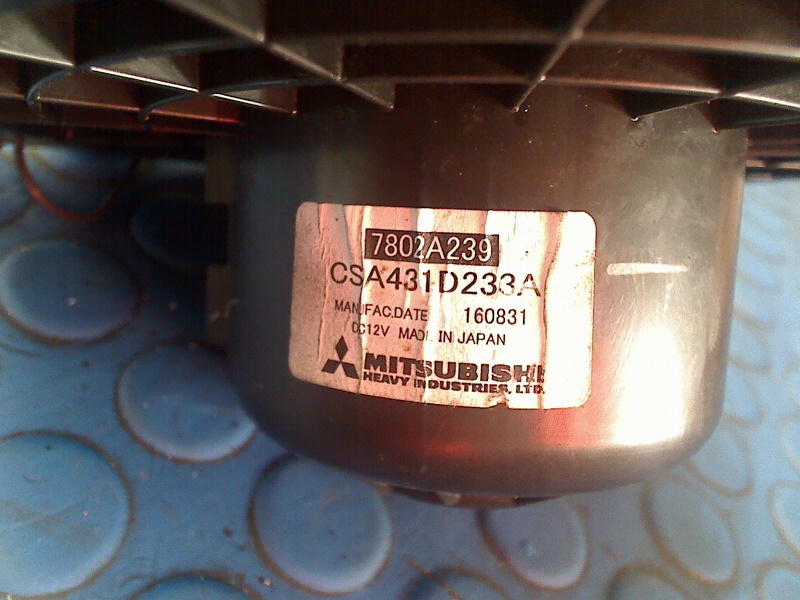 7802A239
CSA431D233A
MANUFAC.DATE 160831
DC12V MADE IN JAPAN
MITSUBISHI
HEAVY INDUSTRIES, LTD.